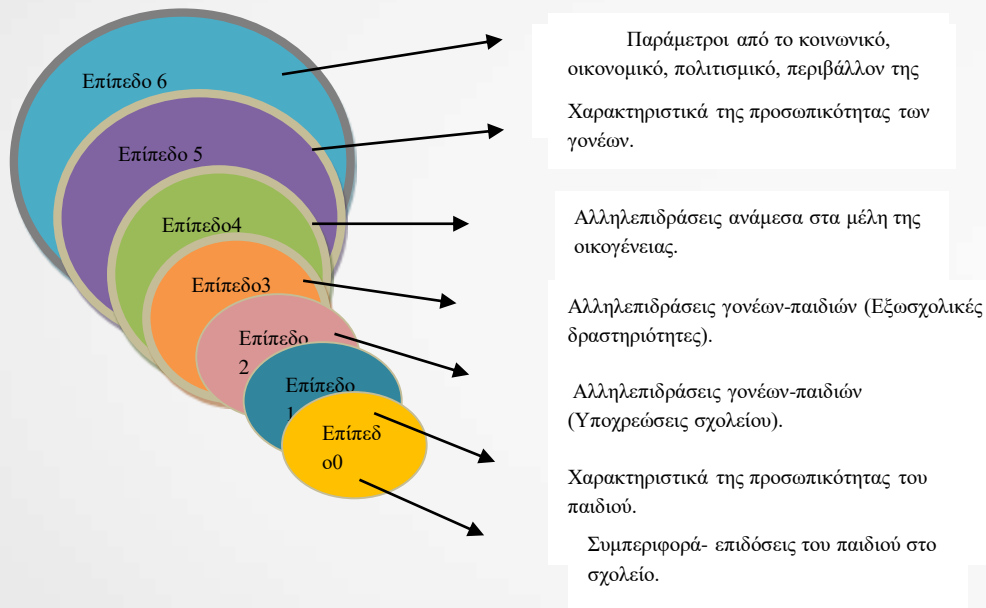 Επίπεδο 6
Επίπεδο 5
Επίπεδο4
Επίπεδο3
Επίπεδο
2
Επίπεδο
1
Επίπεδ
ο0
Παράμετροι από το κοινωνικό,
οικονομικό, πολιτισμικό, περιβάλλον της
Χαρακτηριστικά της προσωπικότητας των
γονέων.
Αλληλεπιδράσεις ανάμεσα στα μέλη της
οικογένειας.
Αλληλεπιδράσεις γονέων-παιδιών (Εξωσχολικές
δραστηριότητες).
Αλληλεπιδράσεις γονέων-παιδιών
(Υποχρεώσεις σχολείου).
Χαρακτηριστικά της προσωπικότητας του
παιδιού.
Συμπεριφορά- επιδόσεις του παιδιού στο
σχολείο.